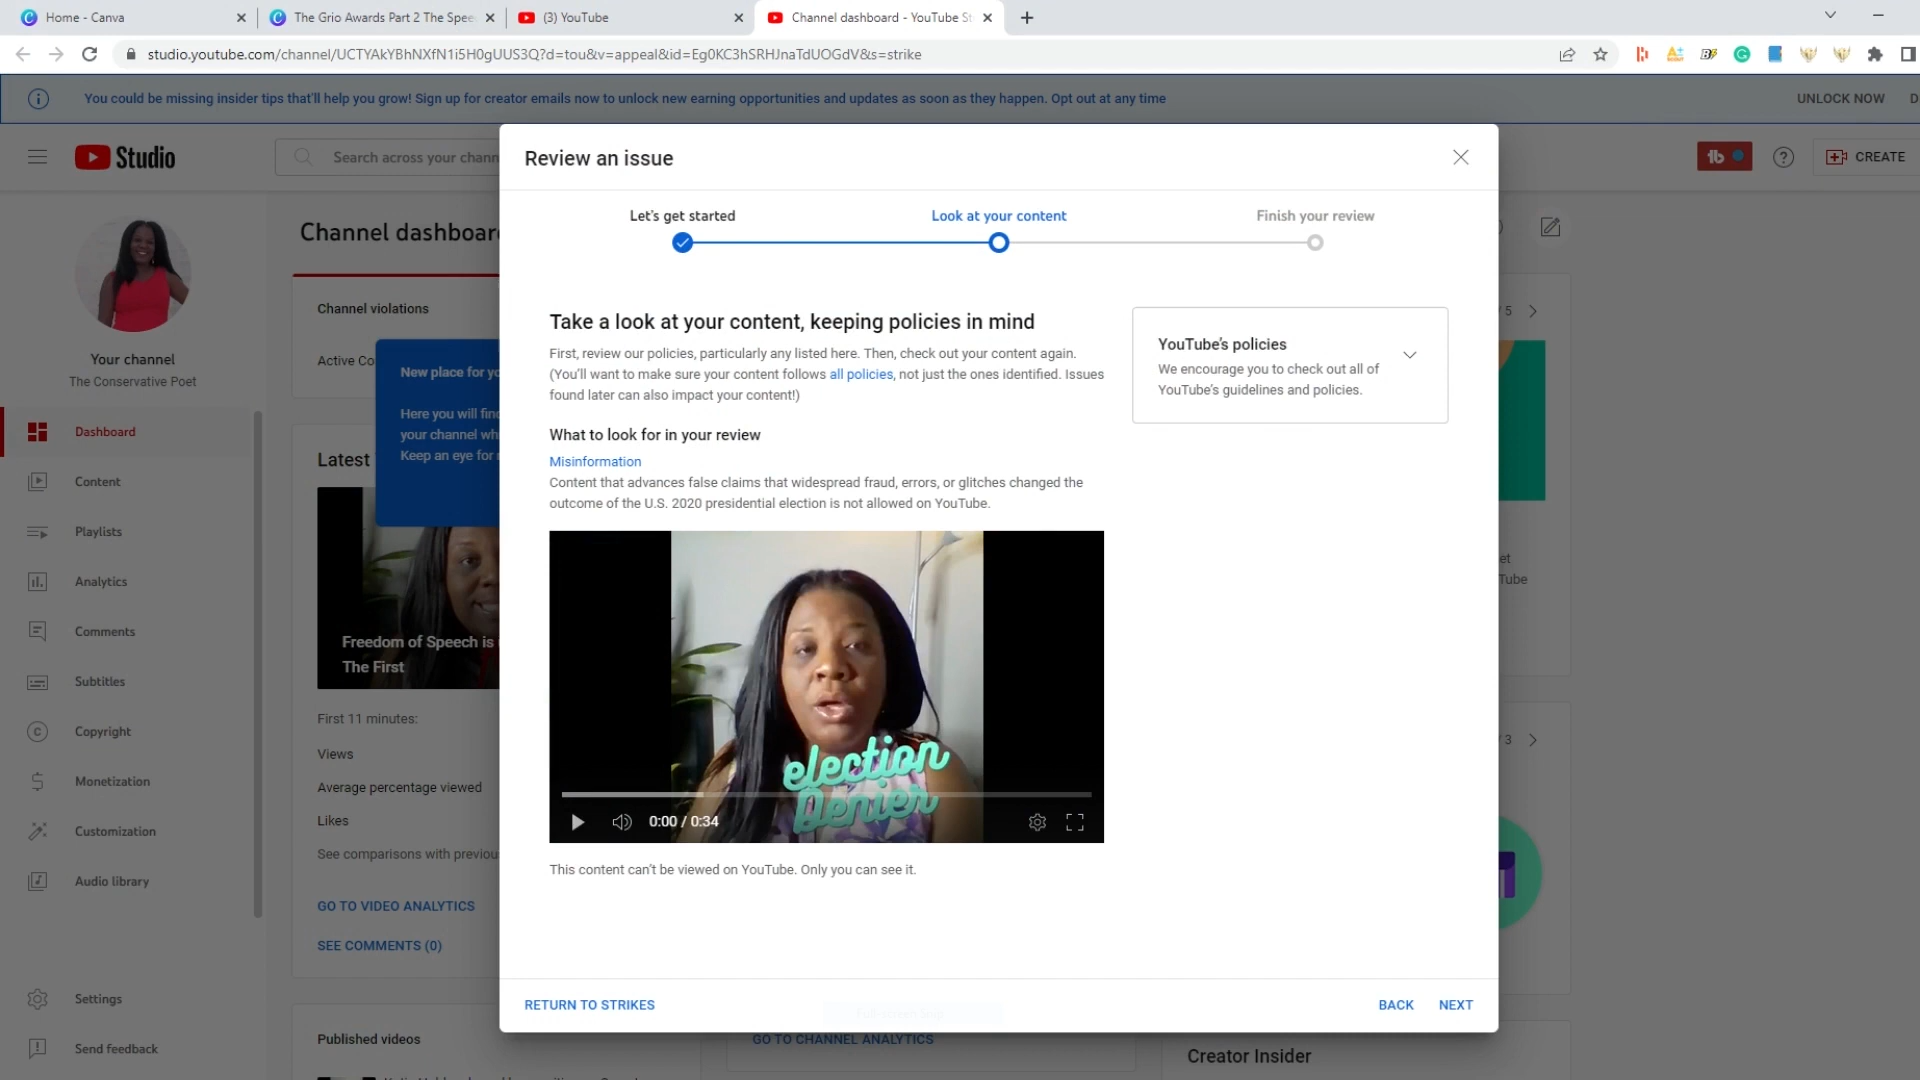 Home - Canva
The Grio Awards Part 2 The Spee
(3) YouTube
Channel dashboard - YouTube St
studio.youtube.com/channel/UCTYAkYBhNXfN1i5H0gUUS3Q?d=tou&v=appeal&id=Eg0KC3hSRHJnaTdUOGdV&s=strike
You could be missing insider tips that'll help you grow! Sign up for creator emails now to unlock new earning opportunities and updates as soon as they happen. Opt out at any time
UNLOCK NOW
D
Studio
Search across your chann
CREATE
Your channel
The Conservative Poet
Dashboard
Content
Playlists
Analytics
Comments
Subtitles
Copyright
Monetization
Customization
Audio library
Settings
Send feedback
Channel dashboar
Channel violations
Active Co
New place for yo
Here you will find
your channel wh
Keep an eye for
Latest
Freedom of Speech is
The First
First 11 minutes:
Views
Average percentage viewed
Likes
See comparisons with previou
GO TO VIDEO ANALYTICS
SEE COMMENTS (0)
Published videos
Review an issue
Let's get started
Look at your content
Finish your review
Take a look at your content, keeping policies in mind
First, review our policies, particularly any listed here. Then, check out your content again.
(You'll want to make sure your content follows all policies, not just the ones identified. Issues
found later can also impact your content!)
What to look for in your review
Misinformation
Content that advances false claims that widespread fraud, errors, or glitches changed the
outcome of the U.S. 2020 presidential election is not allowed on YouTube.
election
Denier
0:00 / 0:34
This content can't be viewed on YouTube. Only you can see it.
YouTube's policies
We encourage you to check out all of
YouTube's guidelines and policies.
RETURN TO STRIKES
BACK
NEXT
GO TO CHANNEL ANALYTICS
/ 5
et
Tube
/ 3
Creator Insider